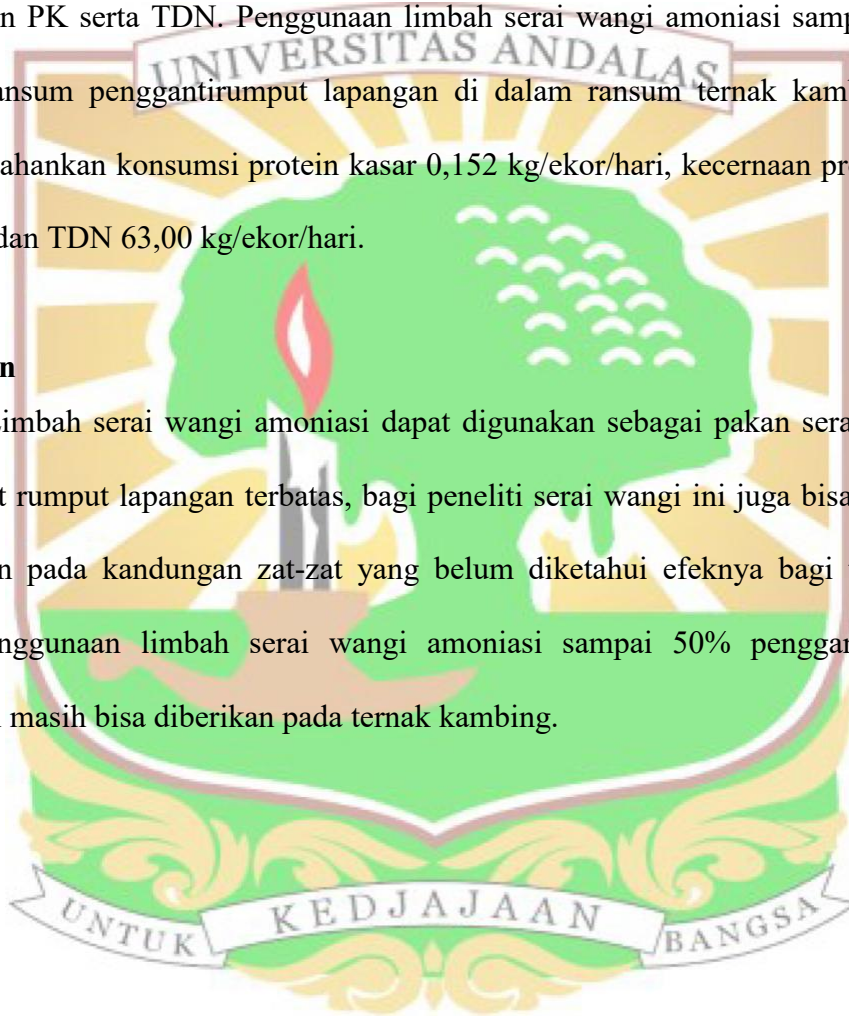 n PK serta TDN. Penggunaan limbah serai wangi amoniasi samp
UNIVERSITAS ANDALAS
ansum penggantirumput lapangan di dalam ransum ternak kamb
ahankan konsumsi protein kasar 0,152 kg/ekor/hari, kecernaan pr
dan TDN 63,00 kg/ekor/hari.
n
imbah serai wangi amoniasi dapat digunakan sebagai pakan sera
t rumput lapangan terbatas, bagi peneliti serai wangi ini juga bisa
n pada kandungan zat-zat yang belum diketahui efeknya bagi
nggunaan limbah serai wangi amoniasi sampai 50% penggan
masih bisa diberikan pada ternak kambing.
UNTUK KEDJAJAAN BANGSA